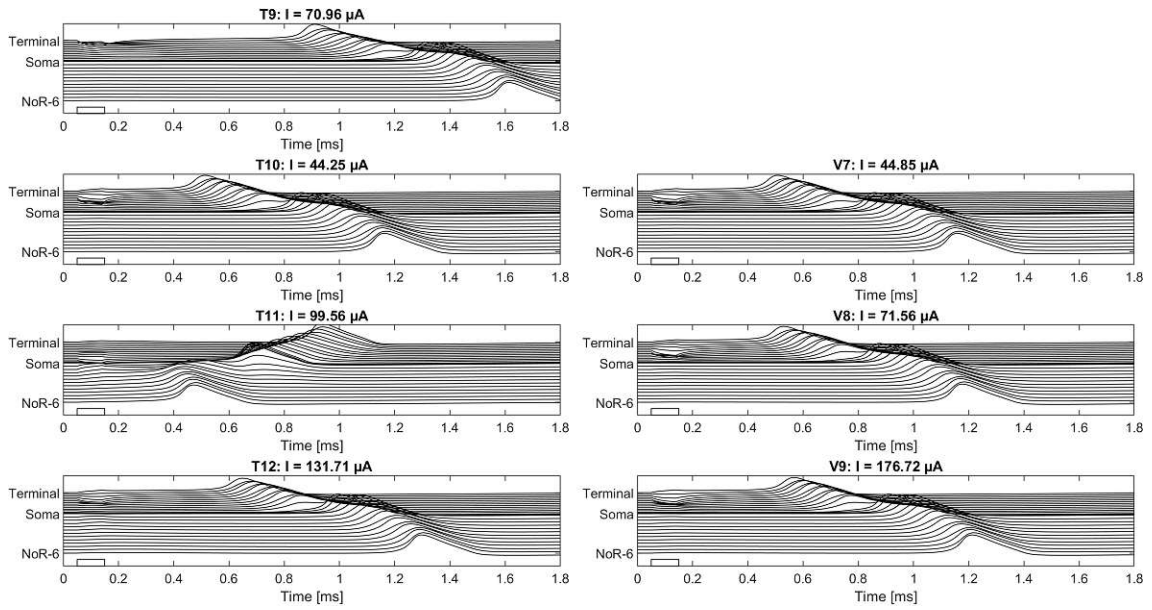 T9: I = 70.96 µA
Terminal
Soma
NoR-6
0 0.2 0.4 0.6 0.8 1 1.2 1.4 1.6 1.8
Time [ms]
T10: I = 44.25 µA
Terminal
Soma
NoR-6
0 0.2 0.4 0.6 0.8 1 1.2 1.4 1.6 1.8
Time [ms]
V7: I = 44.85 µA
Terminal
Soma
NoR-6
0 0.2 0.4 0.6 0.8 1 1.2 1.4 1.6 1.8
Time [ms]
T11: I = 99.56 µA
Terminal
Soma
NoR-6
0 0.2 0.4 0.6 0.8 1 1.2 1.4 1.6 1.8
Time [ms]
V8: I = 71.56 µA
Terminal
Soma
NoR-6
0 0.2 0.4 0.6 0.8 1 1.2 1.4 1.6 1.8
Time [ms]
T12: I = 131.71 µA
Terminal
Soma
NoR-6
0 0.2 0.4 0.6 0.8 1 1.2 1.4 1.6 1.8
Time [ms]
V9: I = 176.72 µA
Terminal
Soma
NoR-6
0 0.2 0.4 0.6 0.8 1 1.2 1.4 1.6 1.8
Time [ms]